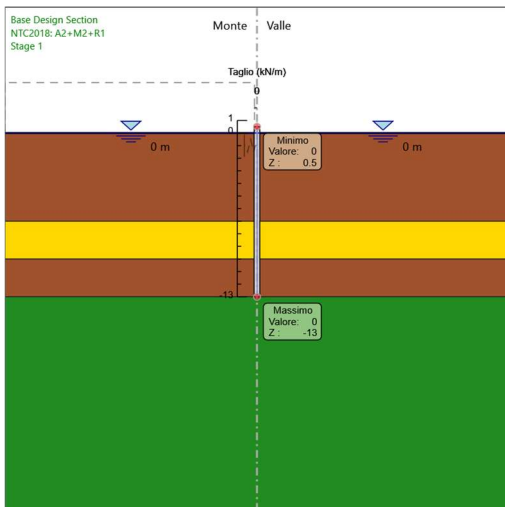 Base Design Section
NTC2018: A2+M2+R1
Stage 1
Monte
Valle
Taglio (kN/m)
0
1
0
0 m
0 m
Minimo
Valore: 0
Z : 0.5
-13
Massimo
Valore: 0
Z : -13